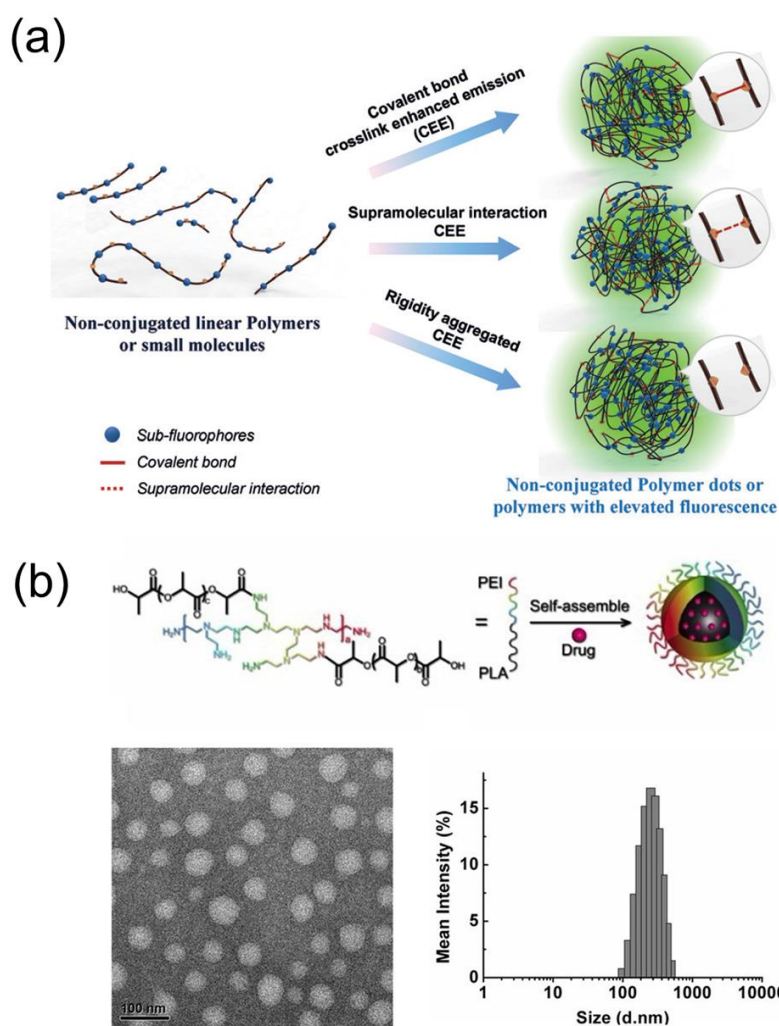 (a)
Covalent bond
crosslink enhanced emission
(CEE)
Supramolecular interaction
CEE
Rigidity aggregated
CEE
Non-conjugated linear Polymers
or small molecules
Sub-fluorophores
Covalent bond
Supramolecular interaction
Non-conjugated Polymer dots or
polymers with elevated fluorescence
(b)
HO
O
O
O
O
O
c
O
NH
H
N
a
NH₂
H₂N
N
H
N
N
NH₂
H₂N
N
N
H
O
O
O
O
OH
=
PEI
PLA
Self-assemble
Drug
100 nm
Mean Intensity (%)
15
10
5
0
1
10
100
1000
10000
Size (d.nm)